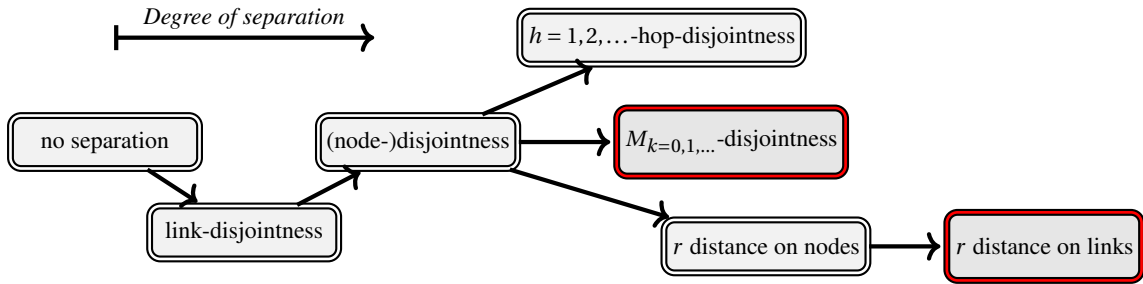 Degree of separation
h = 1, 2, …-hop-disjointness
no separation
(node-)disjointness
M_{k=0,1,...}-disjointness
link-disjointness
r distance on nodes
r distance on links